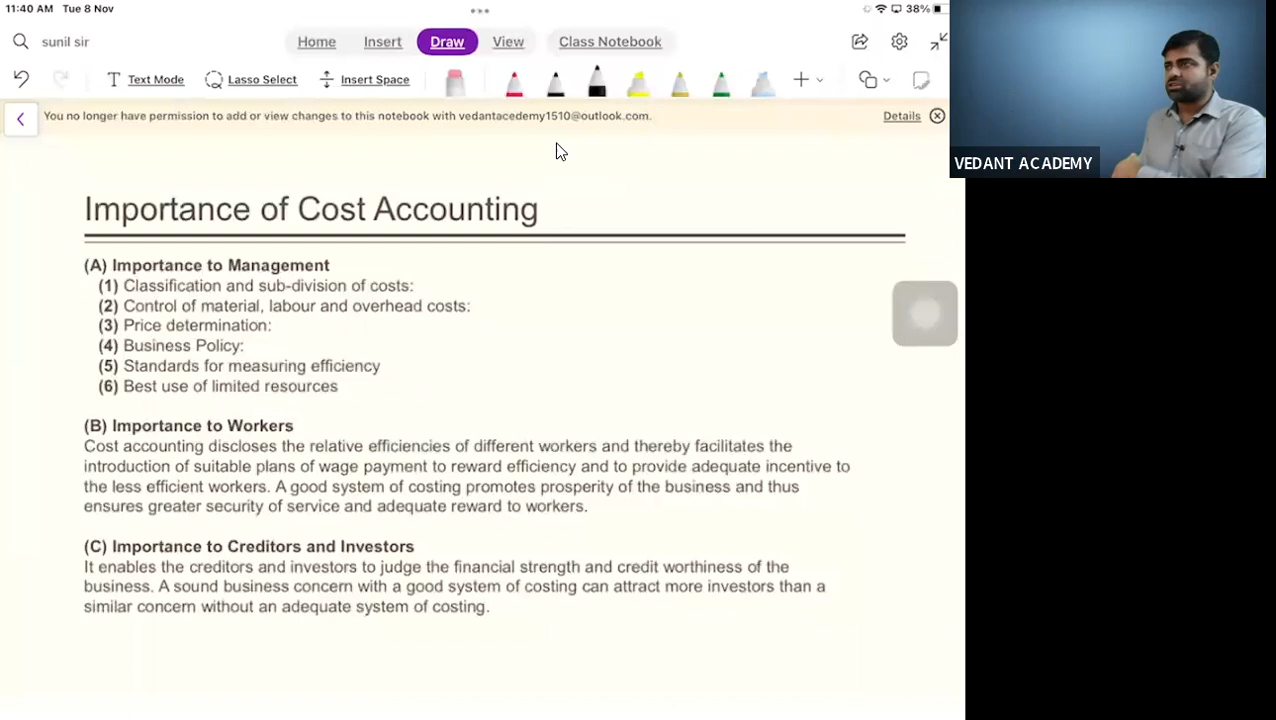 11:40 AM Tue 8 Nov
38%
sunil sir
Home Insert Draw View Class Notebook
Text Mode Lasso Select Insert Space
You no longer have permission to add or view changes to this notebook with vedantacedemy1510@outlook.com.
Details
VEDANT ACADEMY
Importance of Cost Accounting
(A) Importance to Management
(1) Classification and sub-division of costs:
(2) Control of material, labour and overhead costs:
(3) Price determination:
(4) Business Policy:
(5) Standards for measuring efficiency
(6) Best use of limited resources
(B) Importance to Workers
Cost accounting discloses the relative efficiencies of different workers and thereby facilitates the
introduction of suitable plans of wage payment to reward efficiency and to provide adequate incentive to
the less efficient workers. A good system of costing promotes prosperity of the business and thus
ensures greater security of service and adequate reward to workers.
(C) Importance to Creditors and Investors
It enables the creditors and investors to judge the financial strength and credit worthiness of the
business. A sound business concern with a good system of costing can attract more investors than a
similar concern without an adequate system of costing.